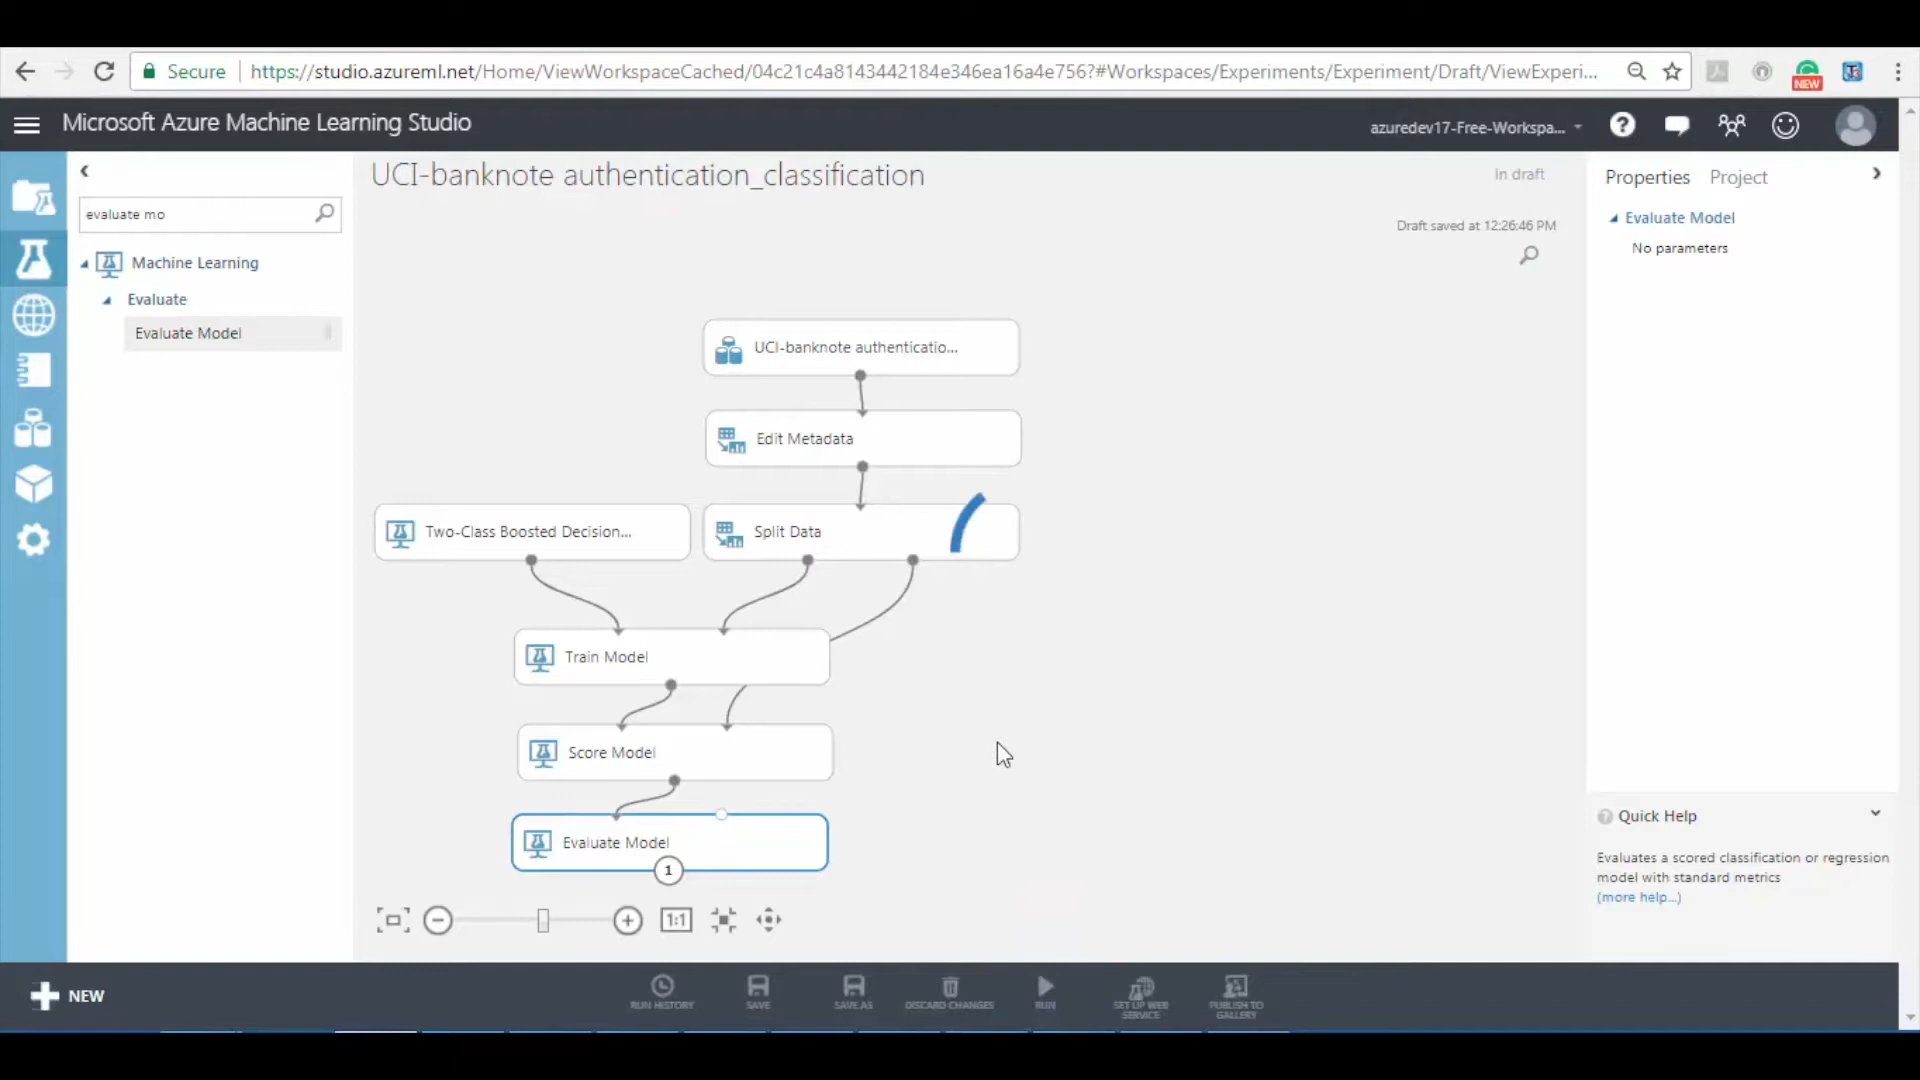 Secure
https://studio.azureml.net/Home/ViewWorkspaceCached/04c21c4a8143442184e346ea16a4e756?#Workspaces/Experiments/Experiment/Draft/ViewExperi...
NEW
Microsoft Azure Machine Learning Studio
azuredev17-Free-Workspa...
UCI-banknote authentication_classification
In draft
Draft saved at 12:26:46 PM
evaluate mo
Machine Learning
Evaluate
Evaluate Model
UCI-banknote authenticatio...
Edit Metadata
Two-Class Boosted Decision...
Split Data
Train Model
Score Model
Evaluate Model
1
1:1
Properties
Project
Evaluate Model
No parameters
Quick Help
Evaluates a scored classification or regression
model with standard metrics
(more help...)
NEW
RUN HISTORY
SAVE
SAVE AS
DISCARD CHANGES
RUN
SET UP WEB
SERVICE
PUBLISH TO
GALLERY